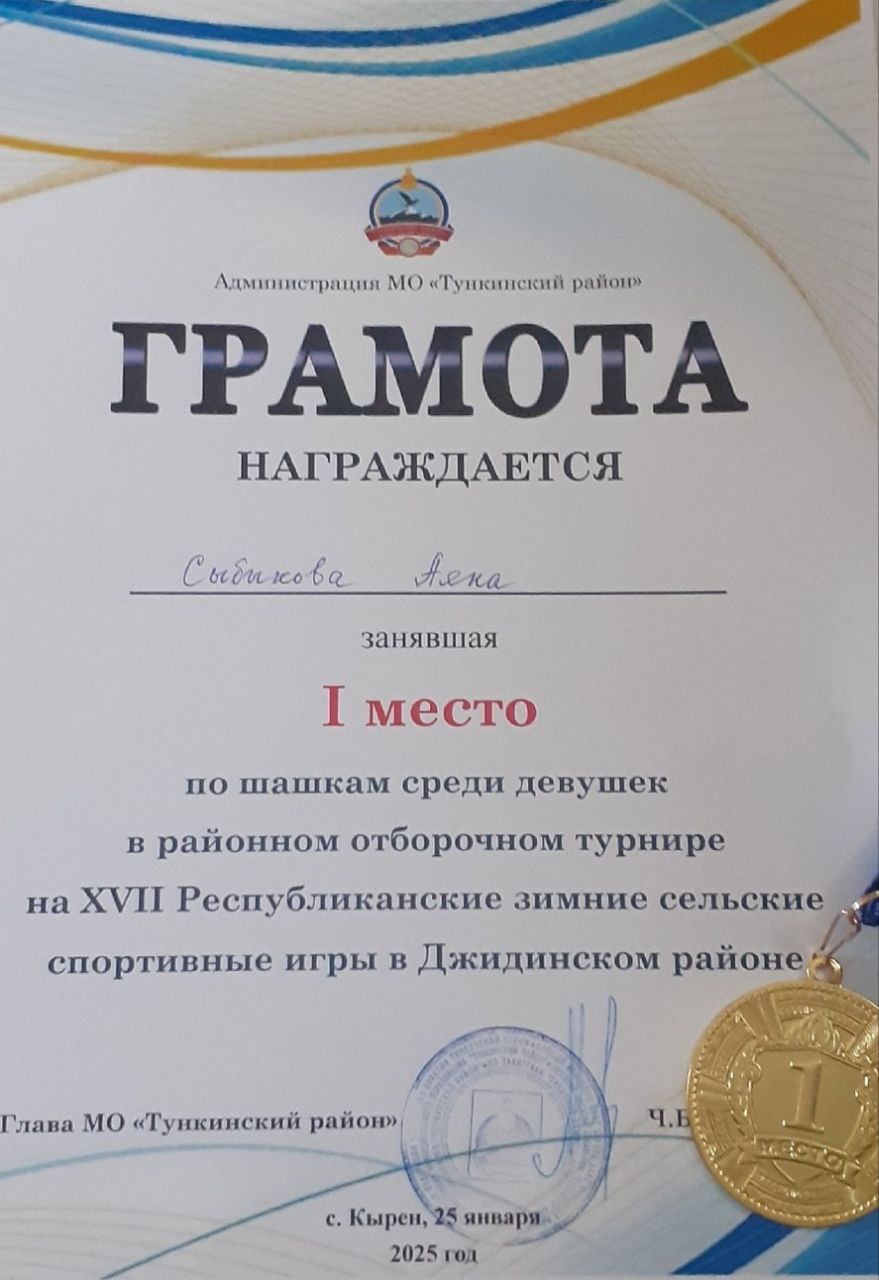 Администрация МО «Тункинский район»
ГРАМОТА
НАГРАЖДАЕТСЯ
Сыбикова Аяна
занявшая
I место
по шашкам среди девушек
в районном отборочном турнире
на XVII Республиканские зимние сельские
спортивные игры в Джидинском районе
Глава МО «Тункинский район»
Ч.Б
1
МЕСТО
с. Кырен, 25 января
2025 год